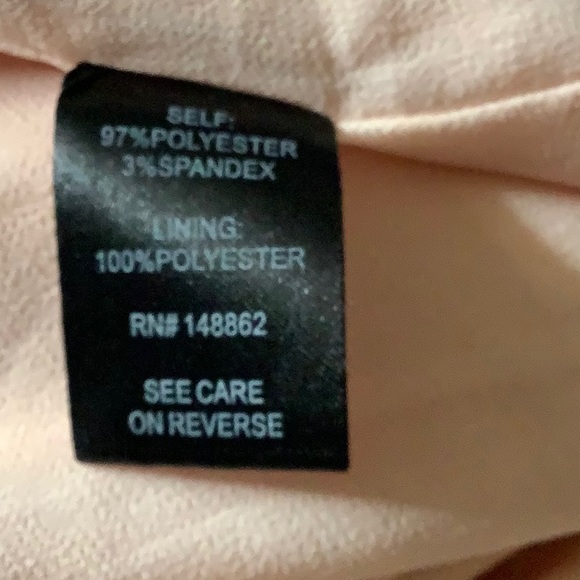 SELF:
97%POLYESTER
3%SPANDEX
LINING:
100%POLYESTER
RN# 148862
SEE CARE
ON REVERSE